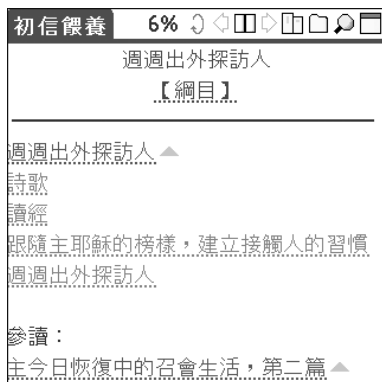 初信餵養 6%
週週出外探訪人
【綱目】
週週出外探訪人
詩歌
讀經
跟隨主耶穌的榜樣，建立接觸人的習慣
週週出外探訪人
參讀：
主今日恢復中的召會生活，第二篇